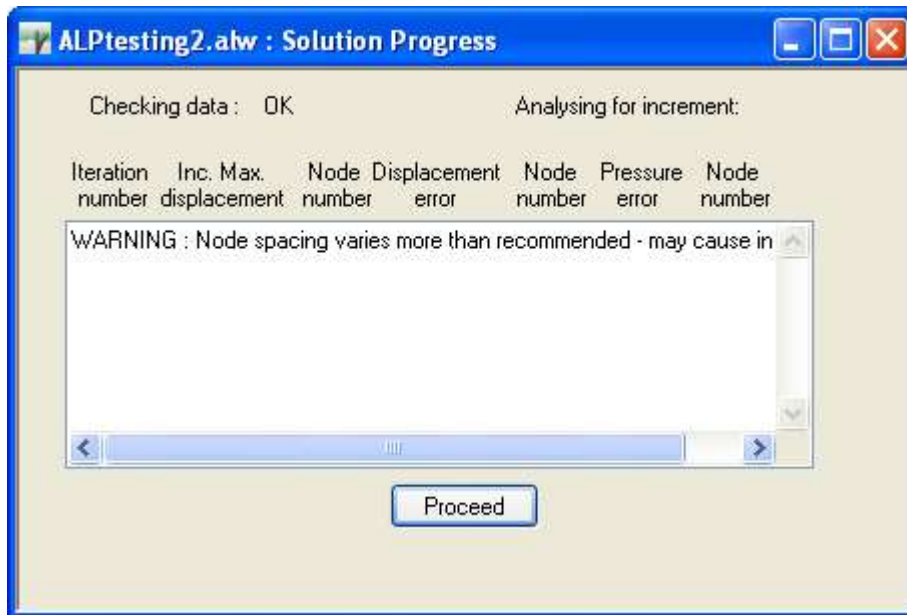 ALPtesting2.alw : Solution Progress
Checking data : OK Analysing for increment:
Iteration number Inc. Max. displacement Node number Displacement error Node number Pressure error Node number
WARNING : Node spacing varies more than recommended - may cause in
Proceed